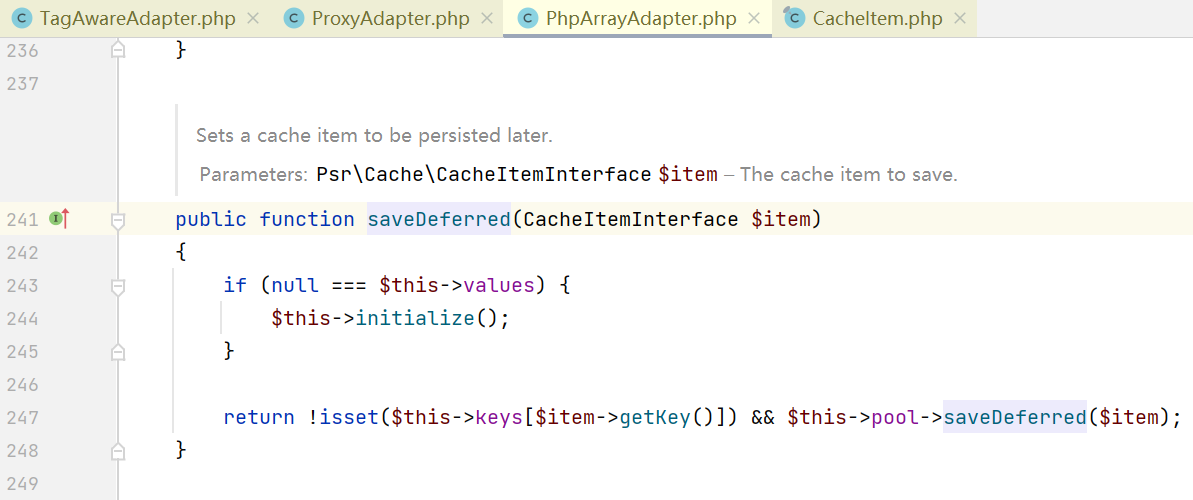 TagAwareAdapter.php ProxyAdapter.php PhpArrayAdapter.php CacheItem.php
236 }
237
Sets a cache item to be persisted later.
Parameters: Psr\Cache\CacheItemInterface $item – The cache item to save.
241 public function saveDeferred(CacheItemInterface $item)
242 {
243 if (null === $this->values) {
244 $this->initialize();
245 }
246
247 return !isset($this->keys[$item->getKey()]) && $this->pool->saveDeferred($item);
248 }
249